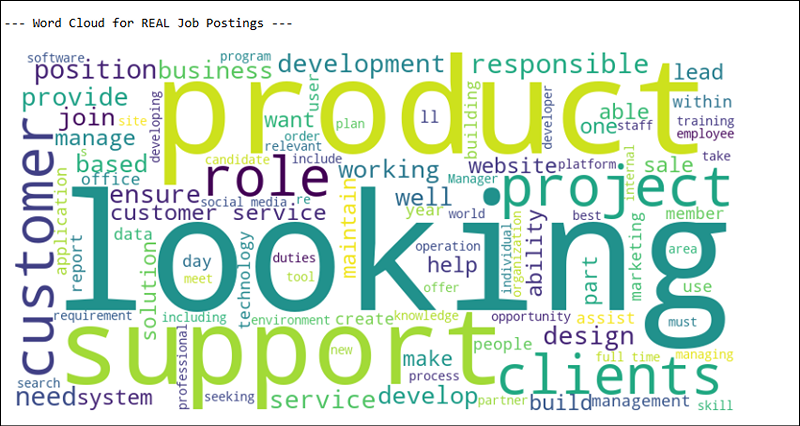 --- Word Cloud for REAL Job Postings ---
software
program
position
business
development
responsible
lead
product
provide
join
site
developing
want
user
ll
building
developer
able
within
manage
order
plan
one
staff
training
relevant
employee
s
based
candidate
include
working
website
platform
internal
sale
take
customer
office
role
well
Manager
project
application
ensure
social media
re
maintain
customer service
year
world
individual
organization
ability
best
part
marketing
member
report
data
solution
day
meet
technology
duties
tool
looking
operation
help
offer
area
use
must
requirement
including
environment
create
knowledge
opportunity
assist
support
professional
new
people
design
make
process
clients
full time
managing
search
need
system
seeking
service
develop
partner
build
management
skill